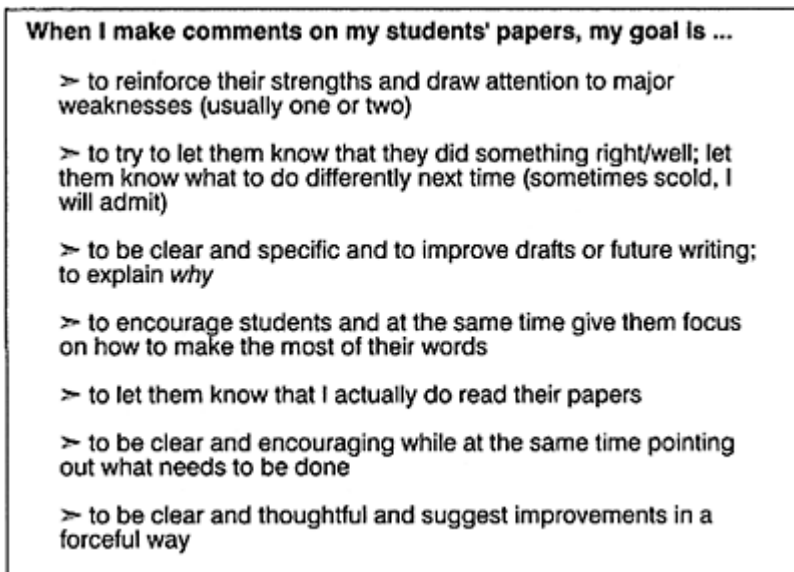 When I make comments on my students' papers, my goal is ...
➢ to reinforce their strengths and draw attention to major
weaknesses (usually one or two)
➢ to try to let them know that they did something right/well; let
them know what to do differently next time (sometimes scold, I
will admit)
➢ to be clear and specific and to improve drafts or future writing;
to explain why
➢ to encourage students and at the same time give them focus
on how to make the most of their words
➢ to let them know that I actually do read their papers
➢ to be clear and encouraging while at the same time pointing
out what needs to be done
➢ to be clear and thoughtful and suggest improvements in a
forceful way